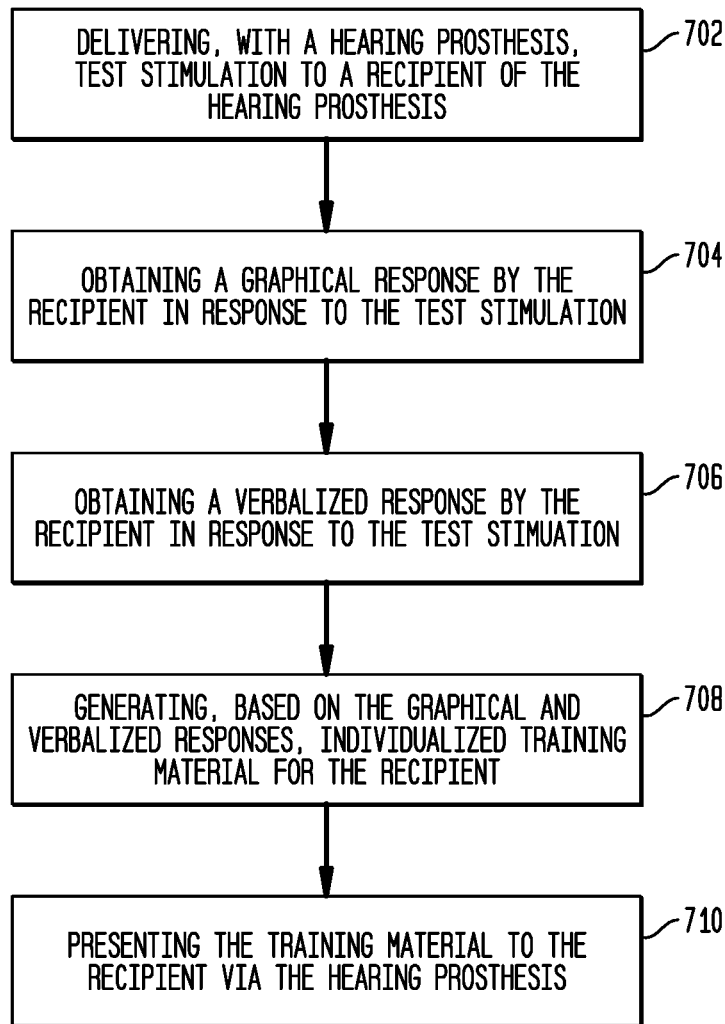 DELIVERING, WITH A HEARING PROSTHESIS,
TEST STIMULATION TO A RECIPIENT OF THE
HEARING PROSTHESIS
702
OBTAINING A GRAPHICAL RESPONSE BY THE
RECIPIENT IN RESPONSE TO THE TEST STIMULATION
704
OBTAINING A VERBALIZED RESPONSE BY THE
RECIPIENT IN RESPONSE TO THE TEST STIMUATION
706
GENERATING, BASED ON THE GRAPHICAL AND
VERBALIZED RESPONSES, INDIVIDUALIZED TRAINING
MATERIAL FOR THE RECIPIENT
708
PRESENTING THE TRAINING MATERIAL TO THE
RECIPIENT VIA THE HEARING PROSTHESIS
710